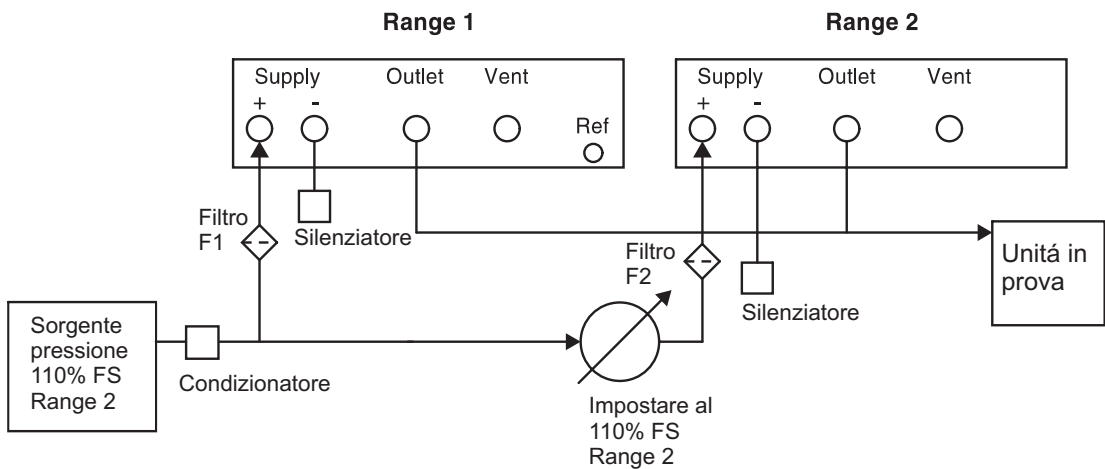 Range 1
Range 2
Supply
Outlet
Vent
+
-
Ref
Supply
Outlet
Vent
+
-
Filtro
F1
Silenziatore
Filtro
F2
Silenziatore
Unitá in
prova
Sorgente
pressione
110% FS
Range 2
Condizionatore
Impostare al
110% FS
Range 2